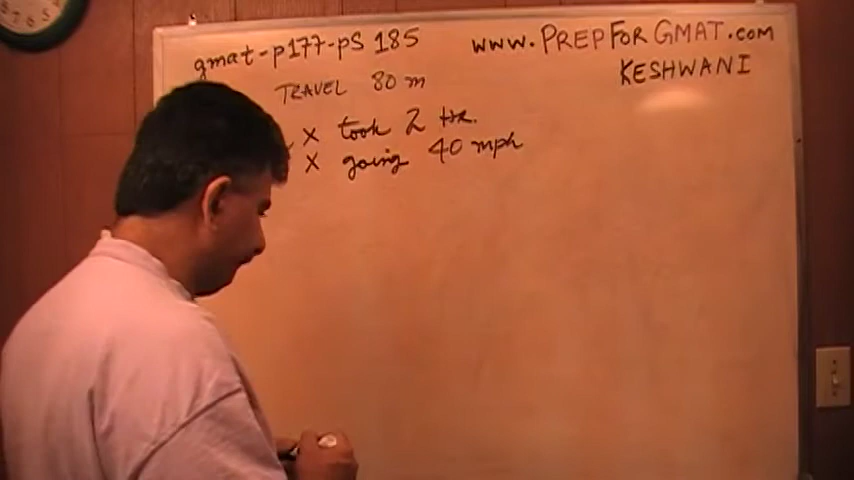 gmat-p177-pS 185
www.PREPFORGMAT.com
KESHWANI
TRAVEL 80 m
X took 2 HR.
X going 40 mph